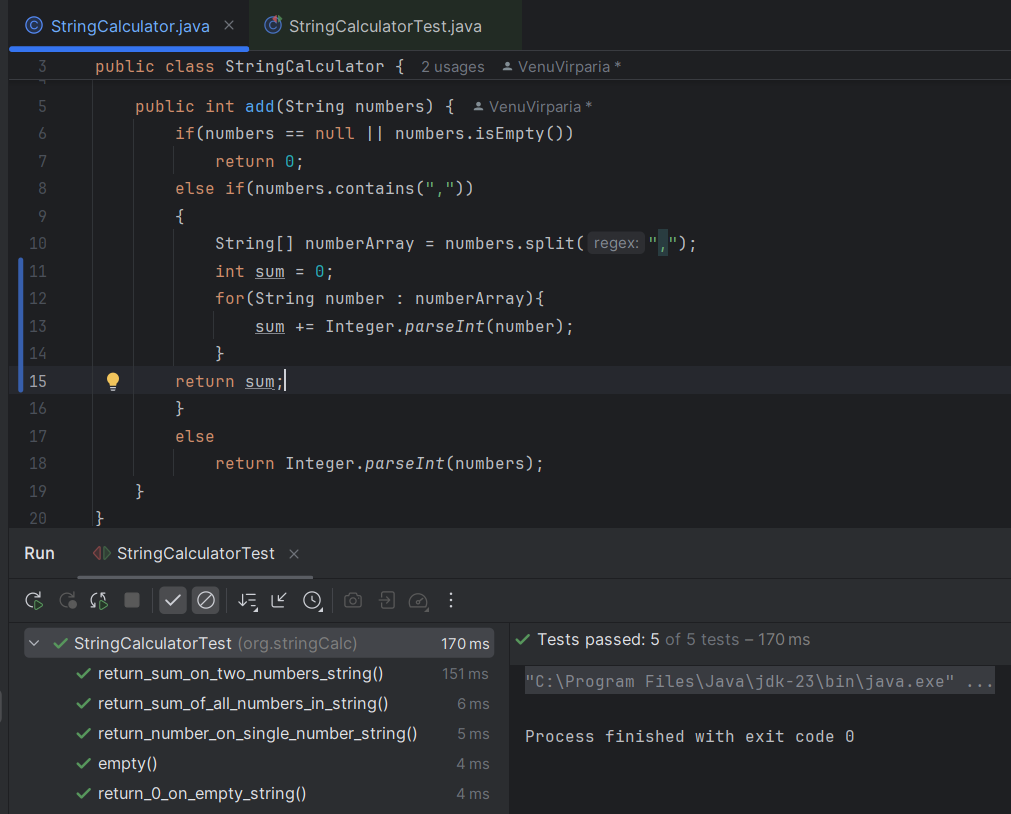 StringCalculator.java × StringCalculatorTest.java
3 public class StringCalculator { 2 usages VenuVirparia *
5 public int add(String numbers) { VenuVirparia *
6 if(numbers == null || numbers.isEmpty())
7 return 0;
8 else if(numbers.contains(","))
9 {
10 String[] numberArray = numbers.split( regex: ",");
11 int sum = 0;
12 for(String number : numberArray){
13 sum += Integer.parseInt(number);
14 }
15 return sum;
16 }
17 else
18 return Integer.parseInt(numbers);
19 }
20 }
Run StringCalculatorTest ×
StringCalculatorTest (org.stringCalc) 170 ms
return_sum_on_two_numbers_string() 151 ms
return_sum_of_all_numbers_in_string() 6 ms
return_number_on_single_number_string() 5 ms
empty() 4 ms
return_0_on_empty_string() 4 ms
Tests passed: 5 of 5 tests – 170 ms
"C:\Program Files\Java\jdk-23\bin\java.exe" ...
Process finished with exit code 0